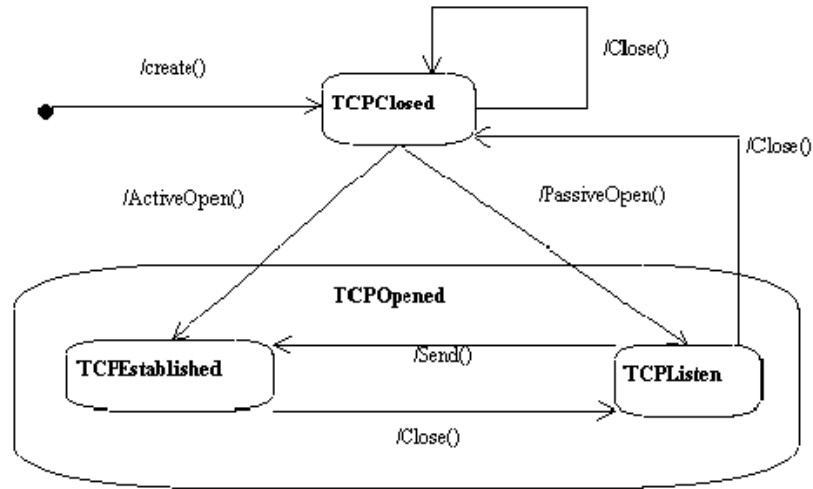 /create()
/Close()
TCPClosed
/Close()
/ActiveOpen()
/PassiveOpen()
TCPOpened
TCPEstablished
/Send()
TCPListen
/Close()